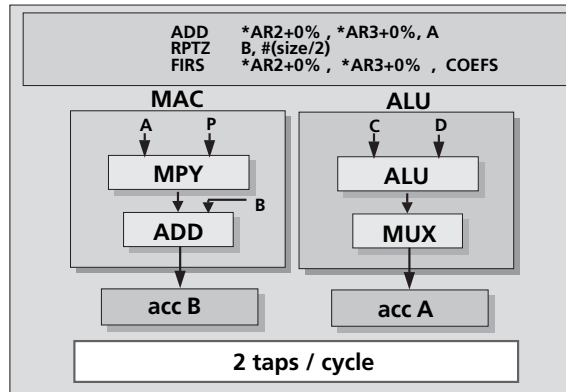 ADD *AR2+0% , *AR3+0%, A
RPTZ B, #(size/2)
FIRS *AR2+0% , *AR3+0% , COEFS
MAC
ALU
A
P
C
D
MPY
ALU
B
ADD
MUX
acc B
acc A
2 taps / cycle